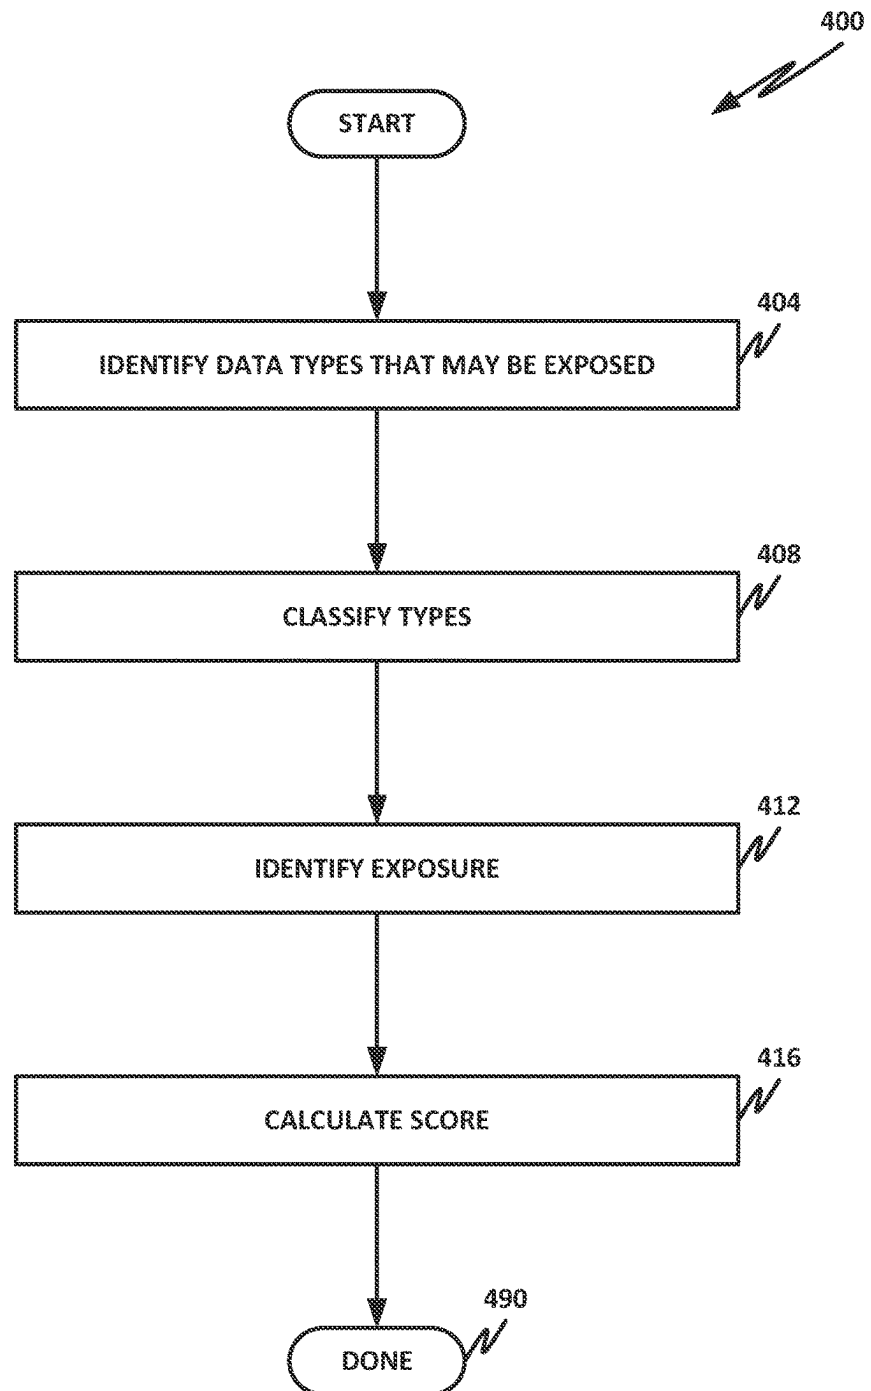 400
START
404
IDENTIFY DATA TYPES THAT MAY BE EXPOSED
408
CLASSIFY TYPES
412
IDENTIFY EXPOSURE
416
CALCULATE SCORE
490
DONE